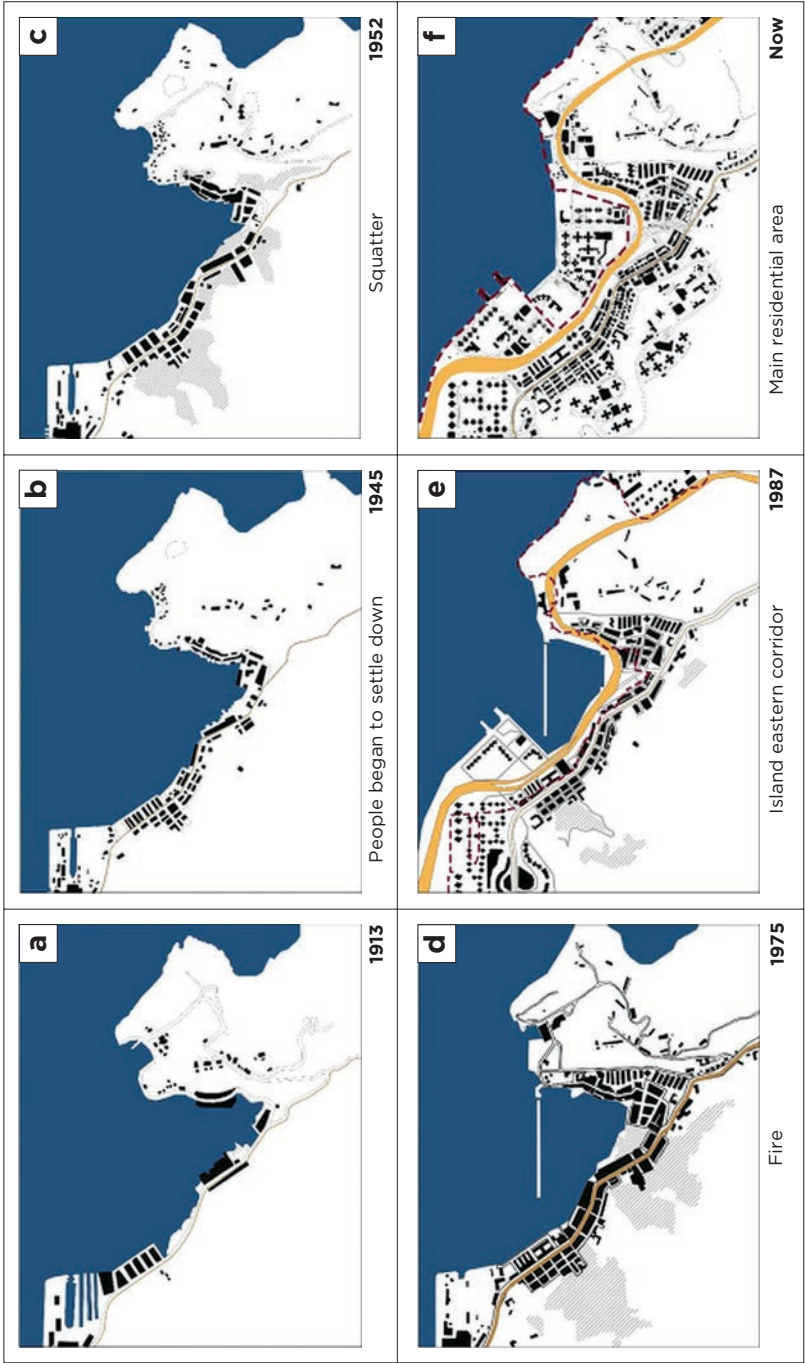 a
1913
b
People began to settle down
1945
c
Squatter
1952
d
Fire
1975
e
Island eastern corridor
1987
f
Main residential area
Now